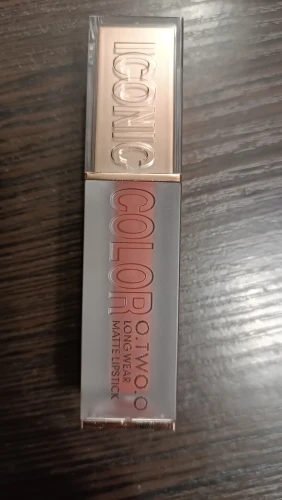 ICONIC
COLOR
O.TWO.O
LONG WEAR
MATTE LIPSTICK